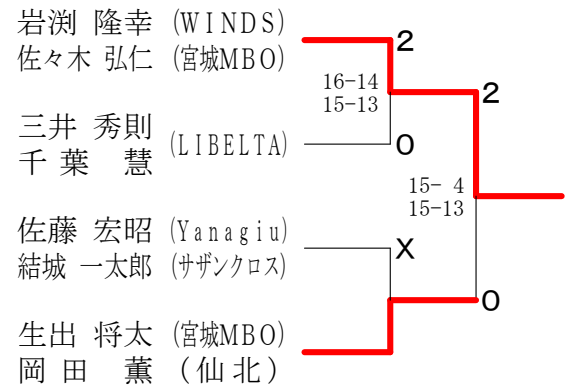 岩渕 隆幸 (WINDS)
佐々木 弘仁 (宮城MBO)
2
16-14
15-13
2
三井 秀則
千葉 慧
(LIBELTA)
0
15- 4
15-13
佐藤 宏昭 (Yanagiu)
結城 一太郎 (サザンクロス)
X
0
生出 将太 (宮城MBO)
岡田 薫 (仙北)